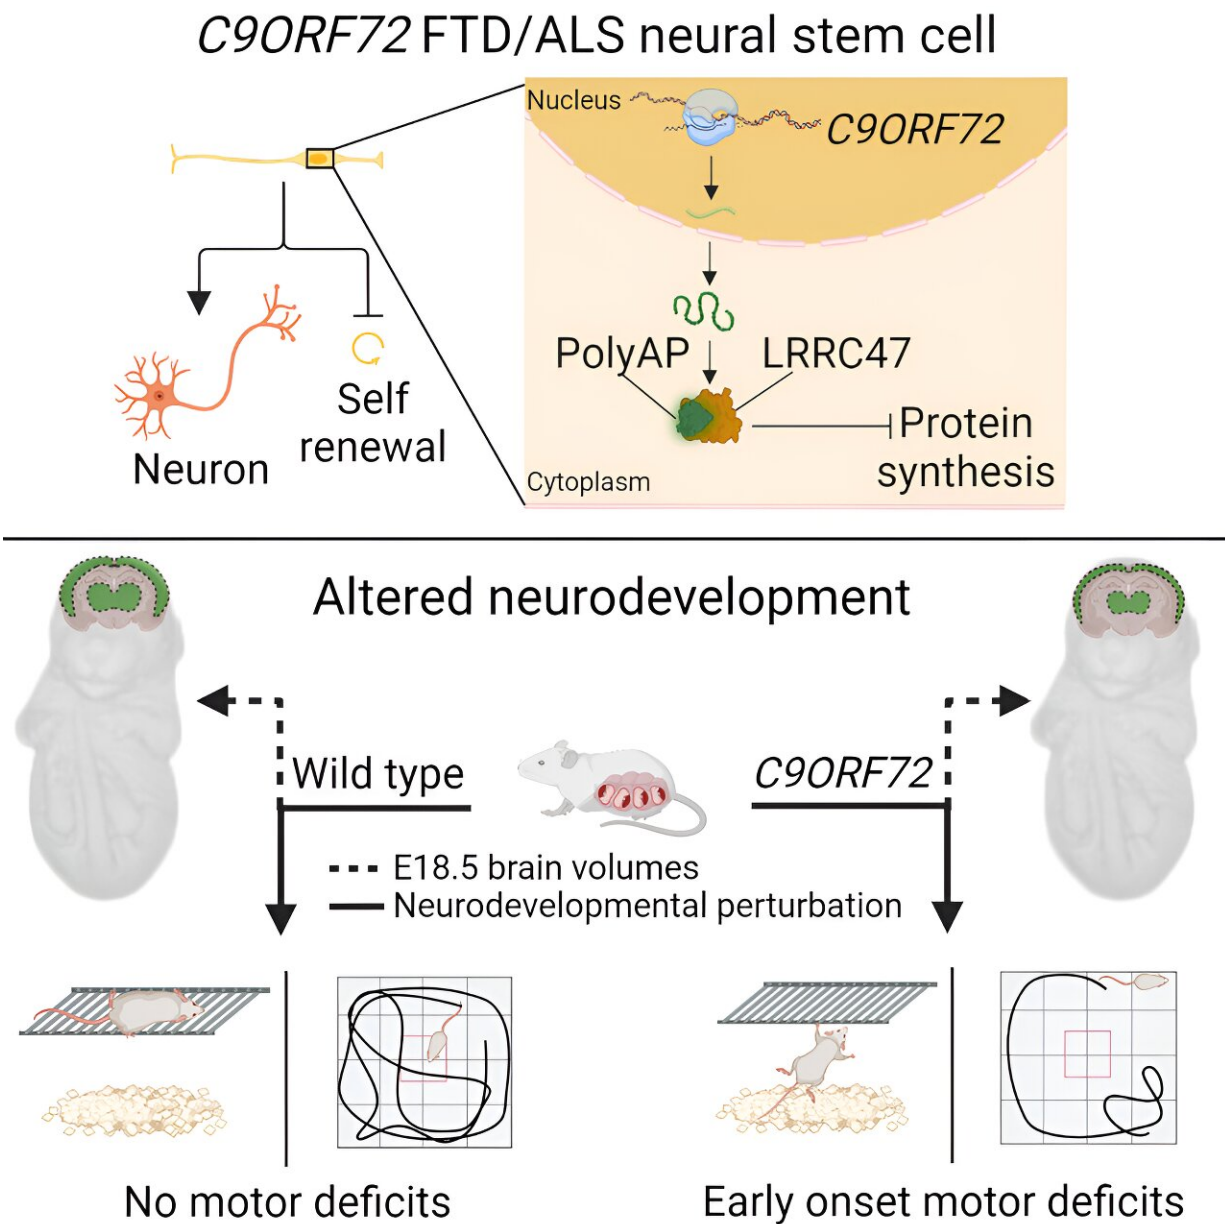 C9ORF72 FTD/ALS neural stem cell
Nucleus
C9ORF72
PolyAP
LRRC47
Self
renewal
Neuron
Protein
synthesis
Cytoplasm
Altered neurodevelopment
Wild type
C9ORF72
E18.5 brain volumes
Neurodevelopmental perturbation
No motor deficits
Early onset motor deficits